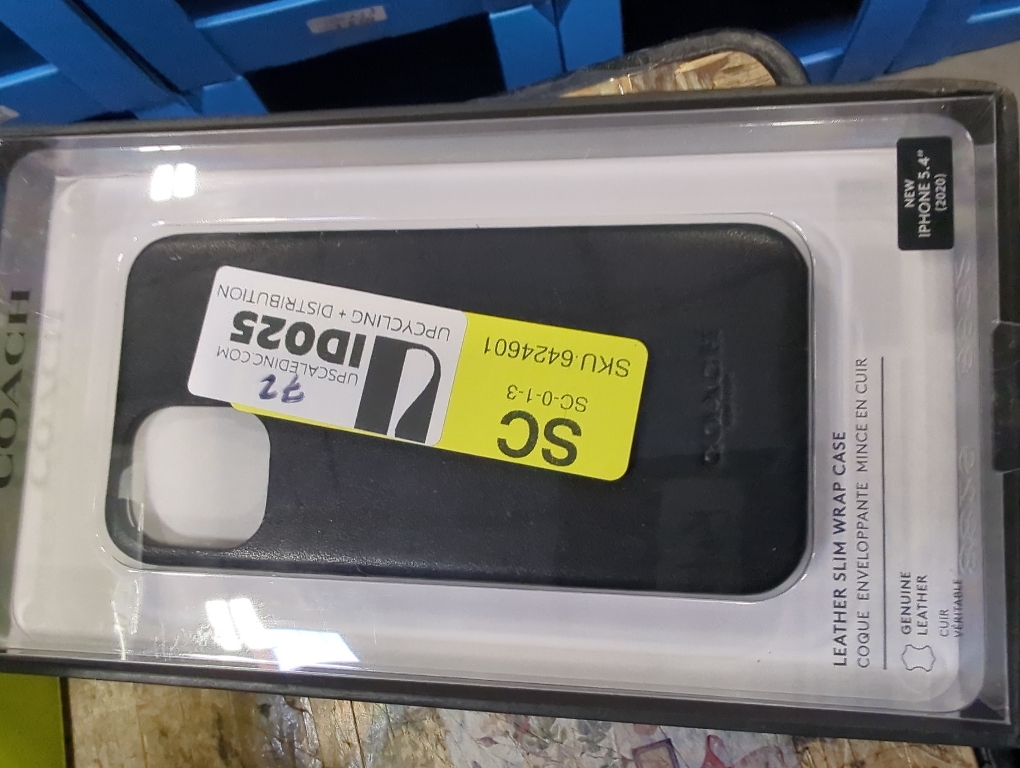 COACH
NEW
IPHONE 5.4"
(2020)
UPSCALEDINC.COM
ID025
UPCYCLING + DISTRIBUTION
72
SC
SC-0-1-3
SKU:6424601
COACH
LEATHER SLIM WRAP CASE
COQUE ENVELOPPANTE MINCE EN CUIR
GENUINE
LEATHER
CUIR
VÉRITABLE